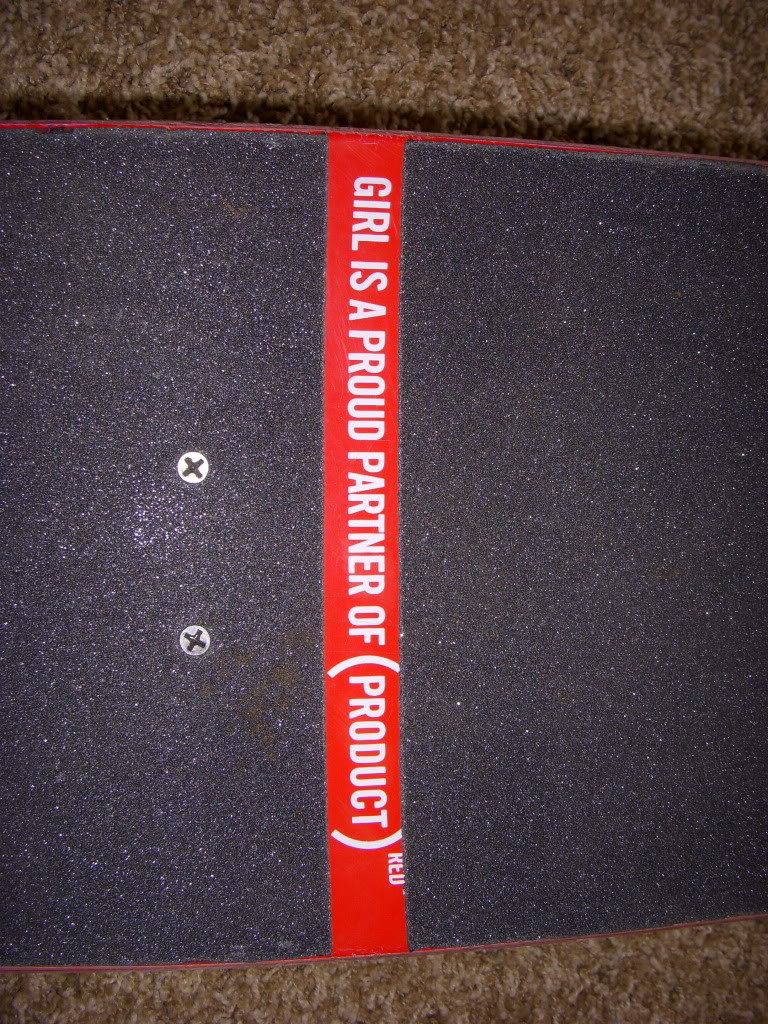 GIRL IS A PROUD PARTNER OF (PRODUCT) RED